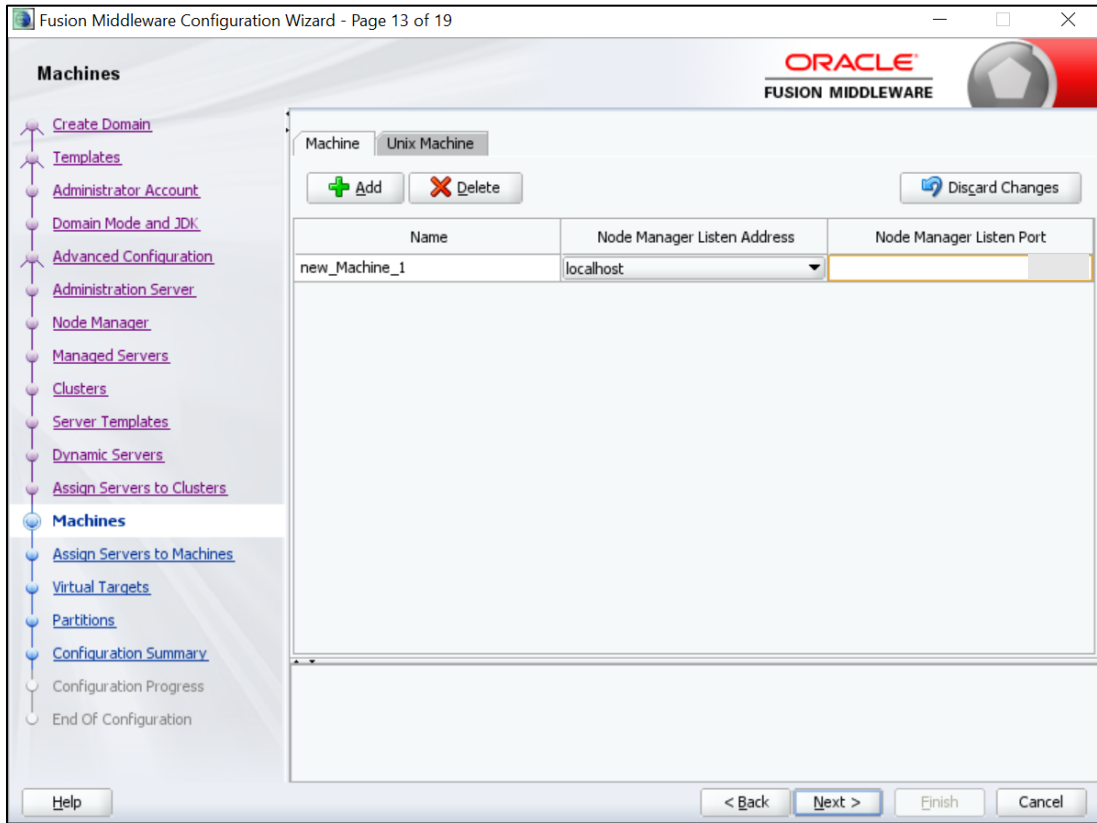 Fusion Middleware Configuration Wizard - Page 13 of 19
Machines
ORACLE
FUSION MIDDLEWARE
Create Domain
Templates
Administrator Account
Domain Mode and JDK
Advanced Configuration
Administration Server
Node Manager
Managed Servers
Clusters
Server Templates
Dynamic Servers
Assign Servers to Clusters
Machines
Assign Servers to Machines
Virtual Targets
Partitions
Configuration Summary
Configuration Progress
End Of Configuration
Machine Unix Machine
Add Delete Discard Changes
Name Node Manager Listen Address Node Manager Listen Port
new_Machine_1 localhost
Help < Back Next > Finish Cancel